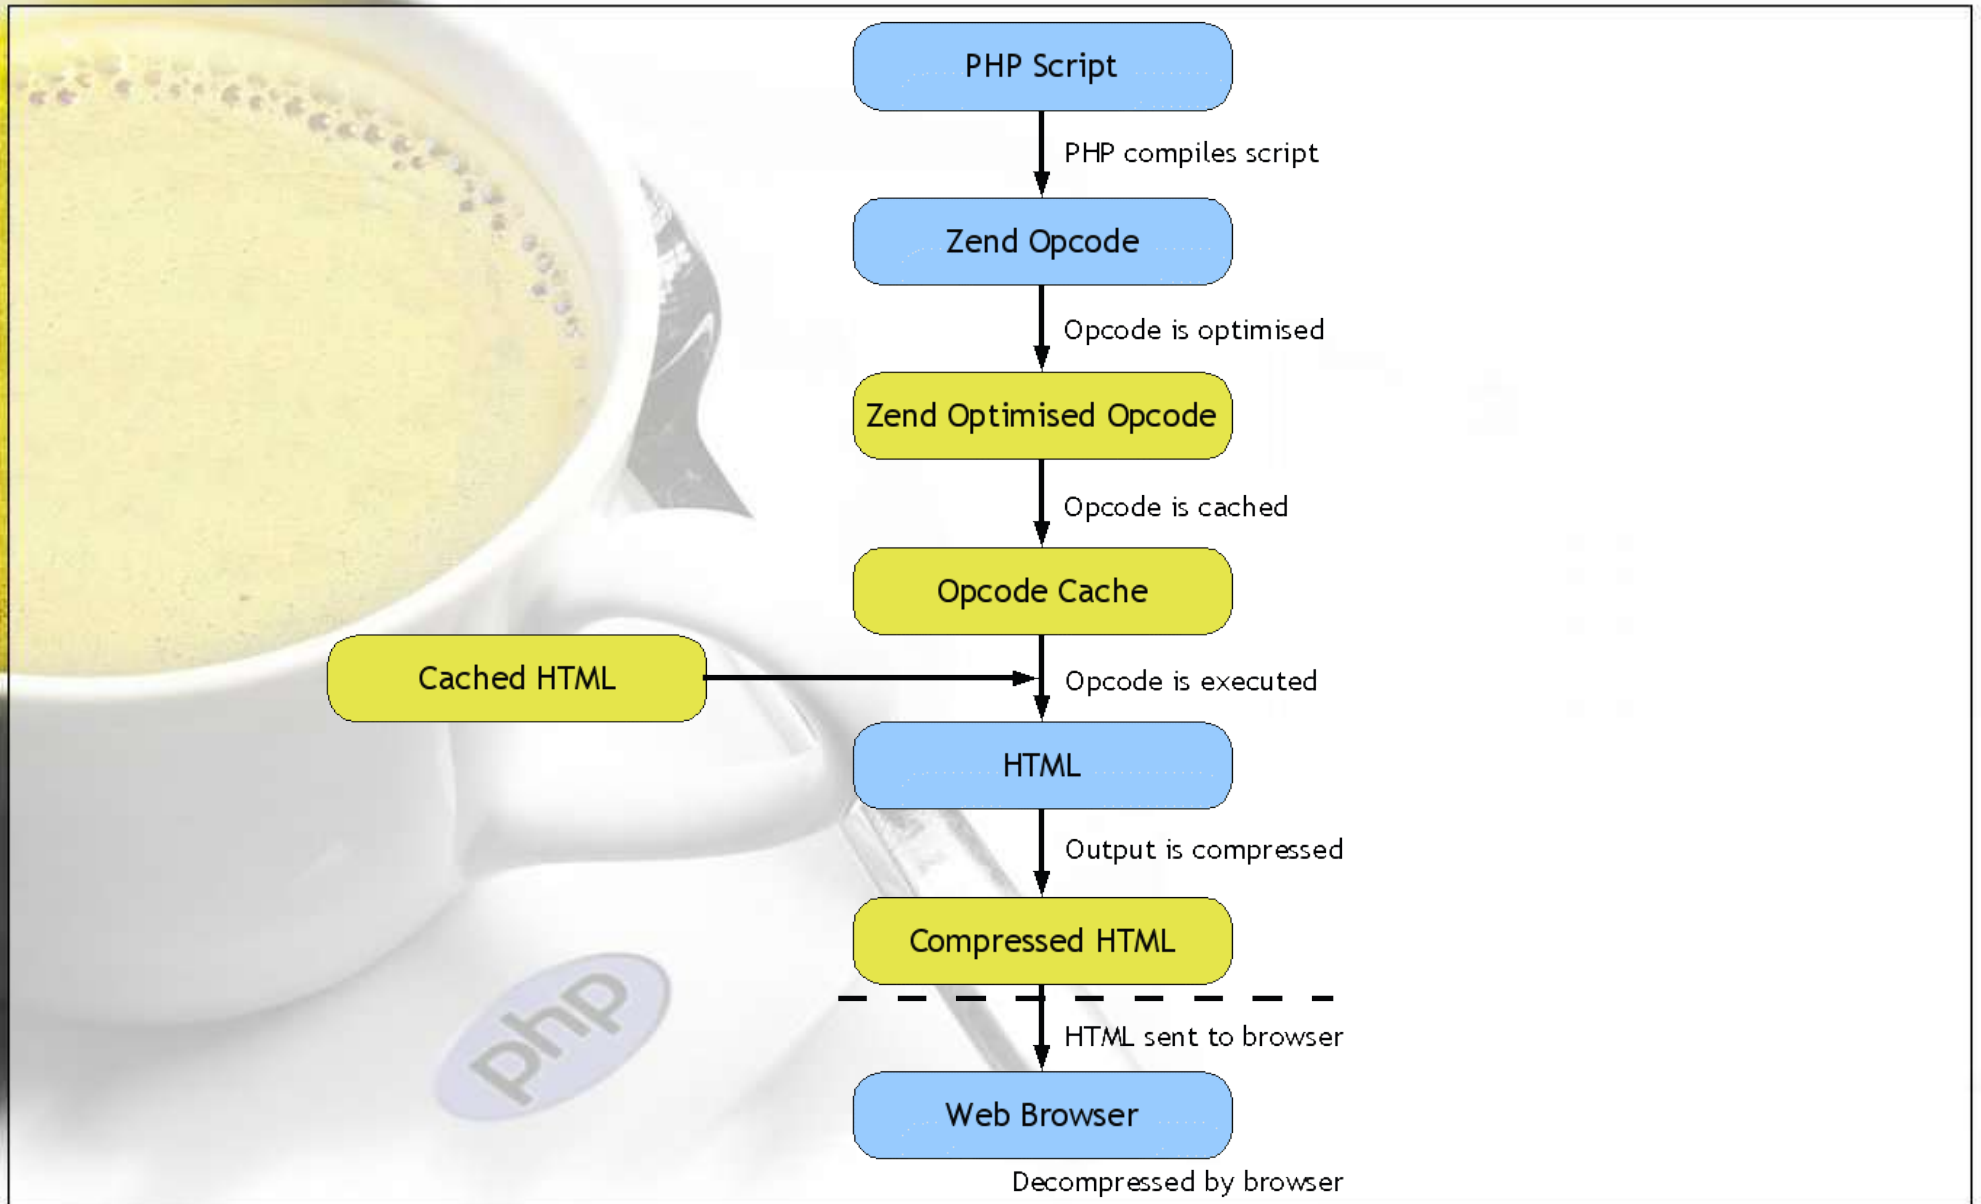 PHP Script
PHP compiles script
Zend Opcode
Opcode is optimised
Zend Optimised Opcode
Opcode is cached
Opcode Cache
Cached HTML
Opcode is executed
HTML
Output is compressed
Compressed HTML
php
HTML sent to browser
Web Browser
Decompressed by browser